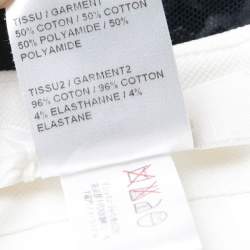 TISSU / GARMENT
50% COTON / 50% COTTON
50% POLYAMIDE / 50%
POLYAMIDE
TISSU2 / GARMENT2
96% COTON / 96% COTTON
4% ELASTHANNE / 4%
ELASTANE